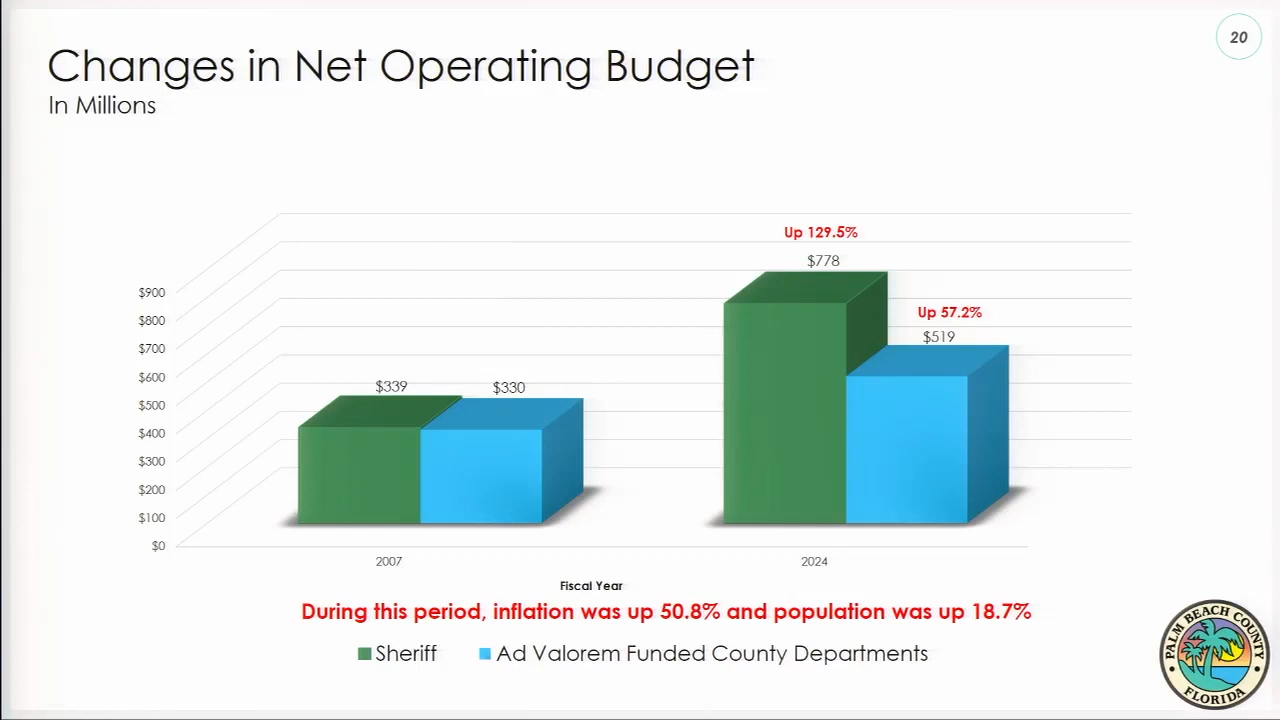 20
Changes in Net Operating Budget
In Millions
Up 129.5%
$778
Up 57.2%
$519
$339
$330
$900
$800
$700
$600
$500
$400
$300
$200
$100
$0
2007
2024
Fiscal Year
During this period, inflation was up 50.8% and population was up 18.7%
Sheriff
Ad Valorem Funded County Departments
PALM BEACH COUNTY
FLORIDA